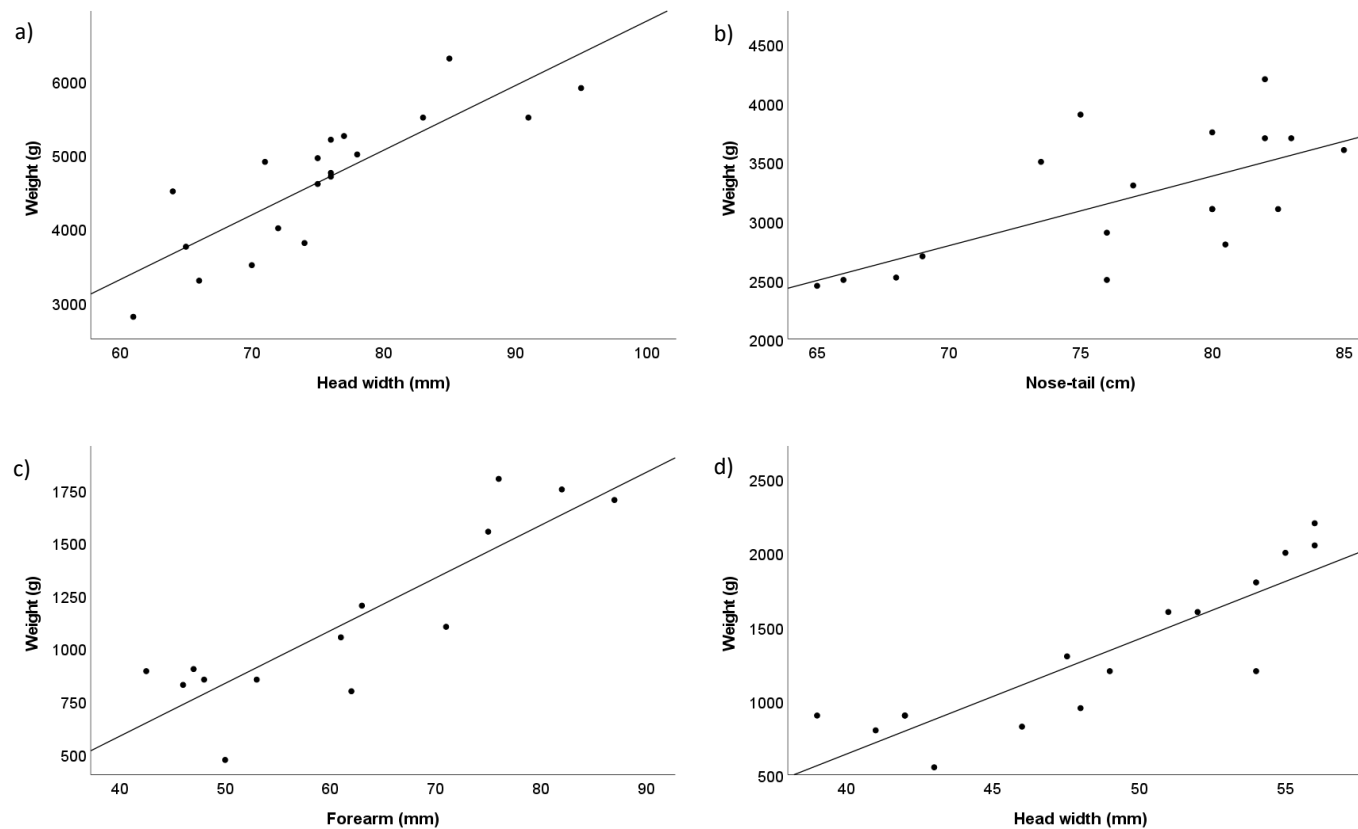 a)
Weight (g)
6000
5000
4000
3000
60 70 80 90 100
Head width (mm)
b)
Weight (g)
4500
4000
3500
3000
2500
2000
65 70 75 80 85
Nose-tail (cm)
c)
Weight (g)
1750
1500
1250
1000
750
500
40 50 60 70 80 90
Forearm (mm)
d)
Weight (g)
2500
2000
1500
1000
500
40 45 50 55
Head width (mm)